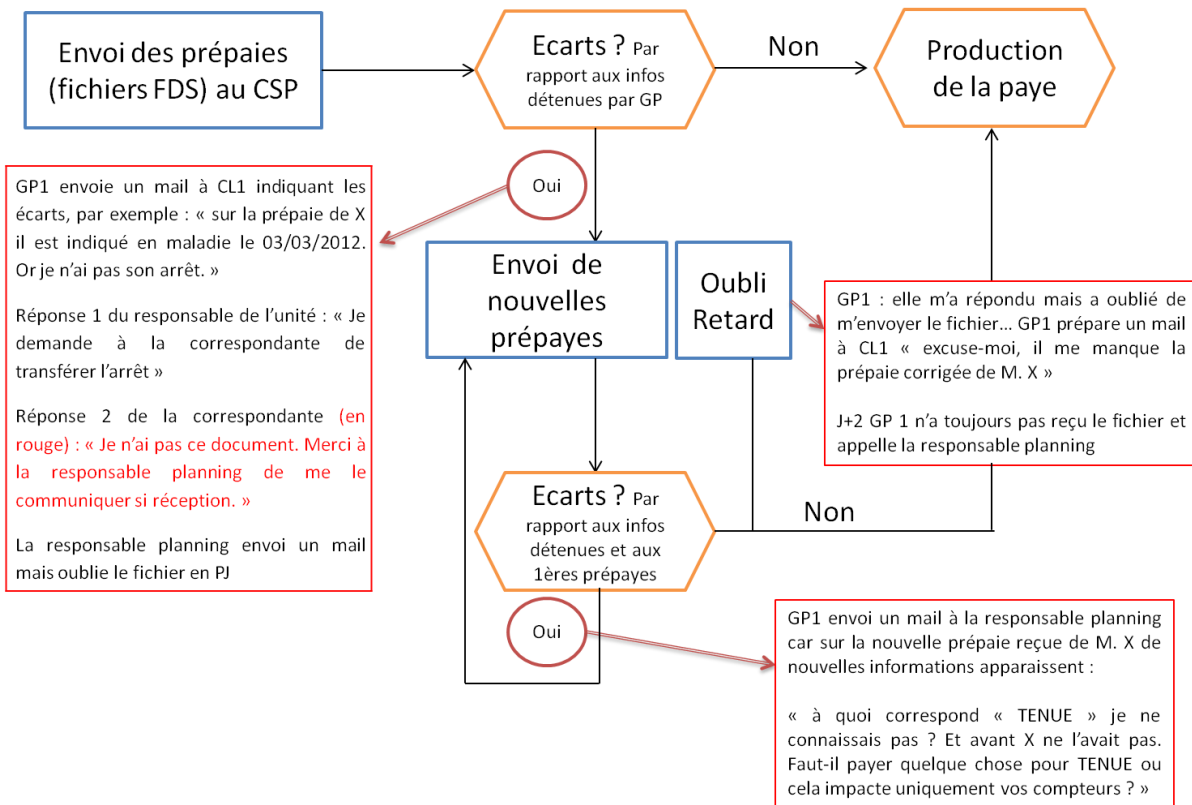 Envoi des prépaies
(fichiers FDS) au CSP
Ecarts ? Par
rapport aux infos
détenues par GP
Non
Production
de la paye
GP1 envoie un mail à CL1 indiquant les
écarts, par exemple : « sur la prépaie de X
il est indiqué en maladie le 03/03/2012.
Or je n'ai pas son arrêt. »
Réponse 1 du responsable de l'unité : « Je
demande à la correspondante de
transférer l'arrêt »
Réponse 2 de la correspondante (en
rouge) : « Je n'ai pas ce document. Merci à
la responsable planning de me le
communiquer si réception. »
La responsable planning envoi un mail
mais oublie le fichier en PJ
Oui
Envoi de
nouvelles
prépayes
Oubli
Retard
GP1 : elle m'a répondu mais a oublié de
m'envoyer le fichier... GP1 prépare un mail
à CL1 « excuse-moi, il me manque la
prépaie corrigée de M. X »
J+2 GP 1 n'a toujours pas reçu le fichier et
appelle la responsable planning
Ecarts ? Par
rapport aux infos
détenues et aux
1ères prépayes
Non
Oui
GP1 envoi un mail à la responsable planning
car sur la nouvelle prépaie reçue de M. X de
nouvelles informations apparaissent :
« à quoi correspond « TENUE » je ne
connaissais pas ? Et avant X ne l'avait pas.
Faut-il payer quelque chose pour TENUE ou
cela impacte uniquement vos compteurs ? »